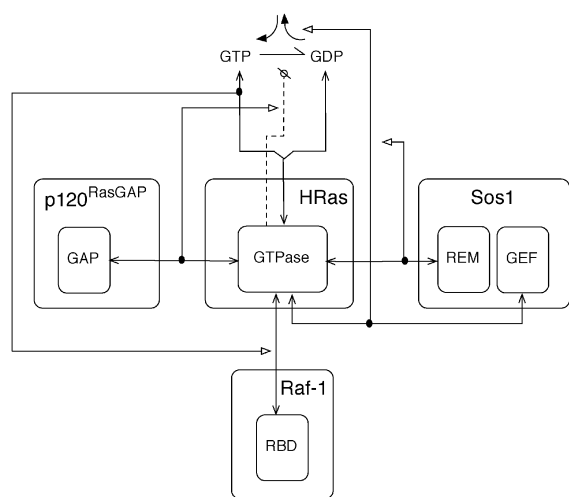 GTP
GDP
p120RasGAP
HRas
Sos1
GAP
GTPase
REM
GEF
Raf-1
RBD